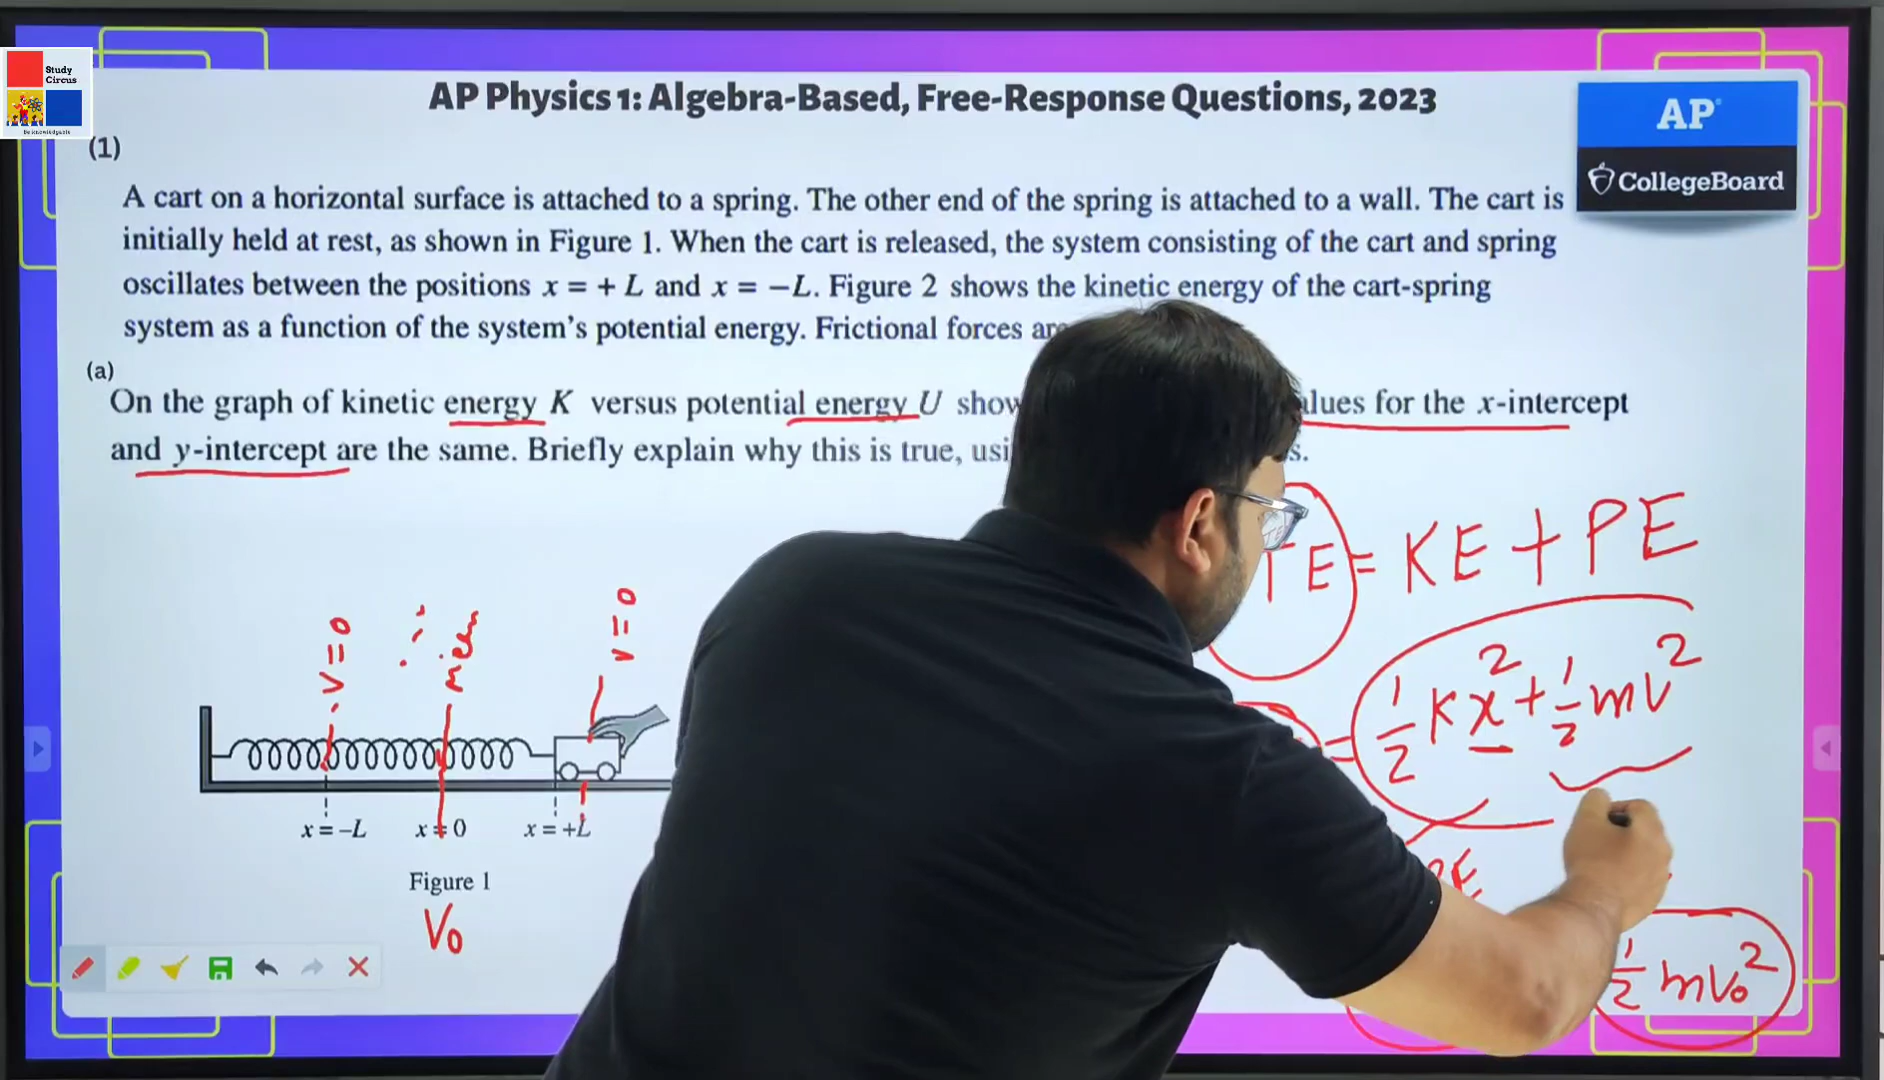 Study
Circus
Be knowledgable
AP Physics 1: Algebra-Based, Free-Response Questions, 2023
AP
CollegeBoard
(1)
A cart on a horizontal surface is attached to a spring. The other end of the spring is attached to a wall. The cart is
initially held at rest, as shown in Figure 1. When the cart is released, the system consisting of the cart and spring
oscillates between the positions x = + L and x = −L. Figure 2 shows the kinetic energy of the cart-spring
system as a function of the system's potential energy. Frictional forces are
(a)
On the graph of kinetic energy K versus potential energy U show alues for the x-intercept
and y-intercept are the same. Briefly explain why this is true, usi s.
TE = KE + PE
1/2 Kx² + 1/2 mv²
v=0
mean
v=0
x = −L
x = 0
x = +L
Figure 1
V₀
PE
1/2 mv₀²